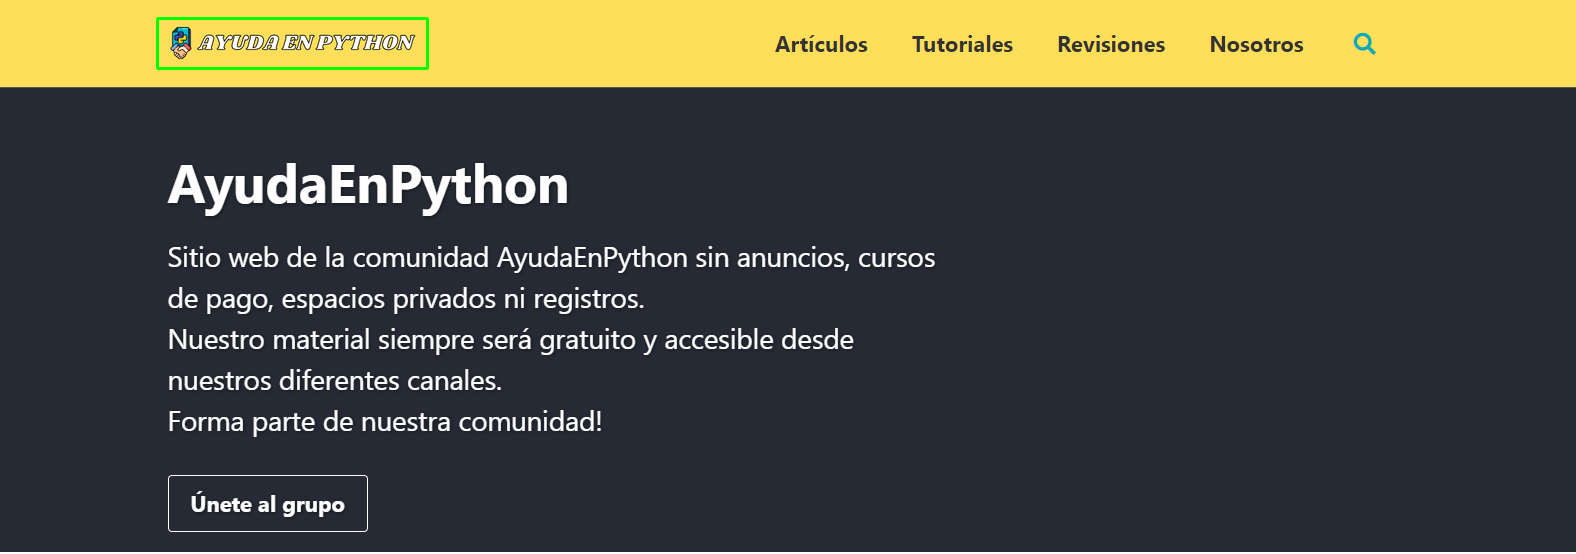 AYUDA EN PYTHON
Artículos Tutoriales Revisiones Nosotros
AyudaEnPython
Sitio web de la comunidad AyudaEnPython sin anuncios, cursos
de pago, espacios privados ni registros.
Nuestro material siempre será gratuito y accesible desde
nuestros diferentes canales.
Forma parte de nuestra comunidad!
Únete al grupo